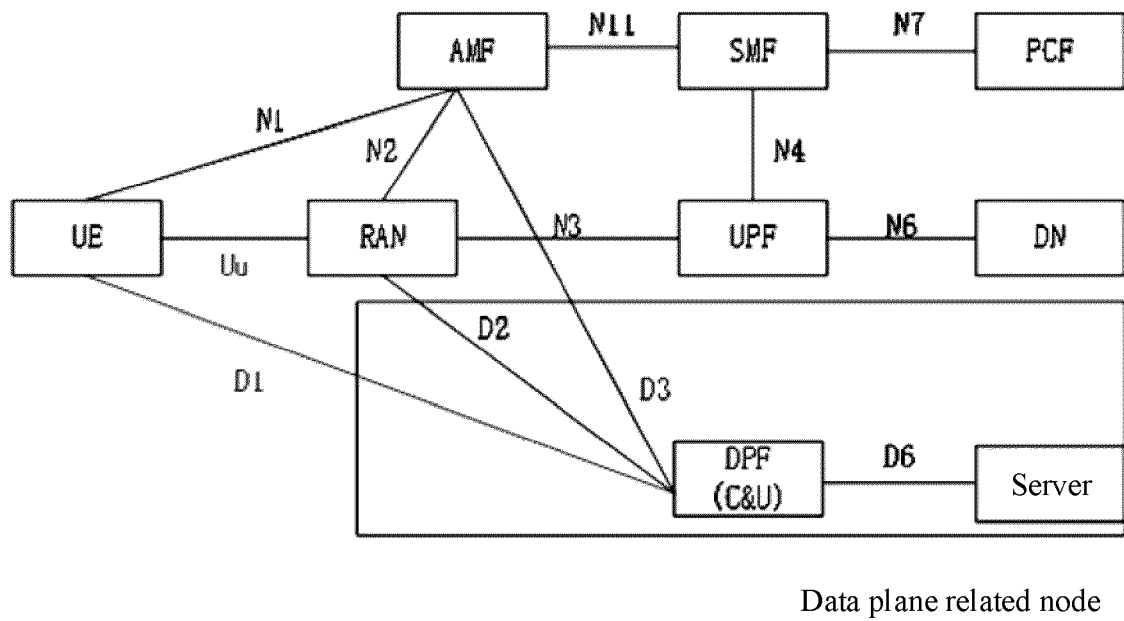 AMF
N11
SMF
N7
PCF
N1
N2
N4
UE
Uu
RAN
N3
UPF
N6
DN
D1
D2
D3
DPF
(C&U)
D6
Server
Data plane related node